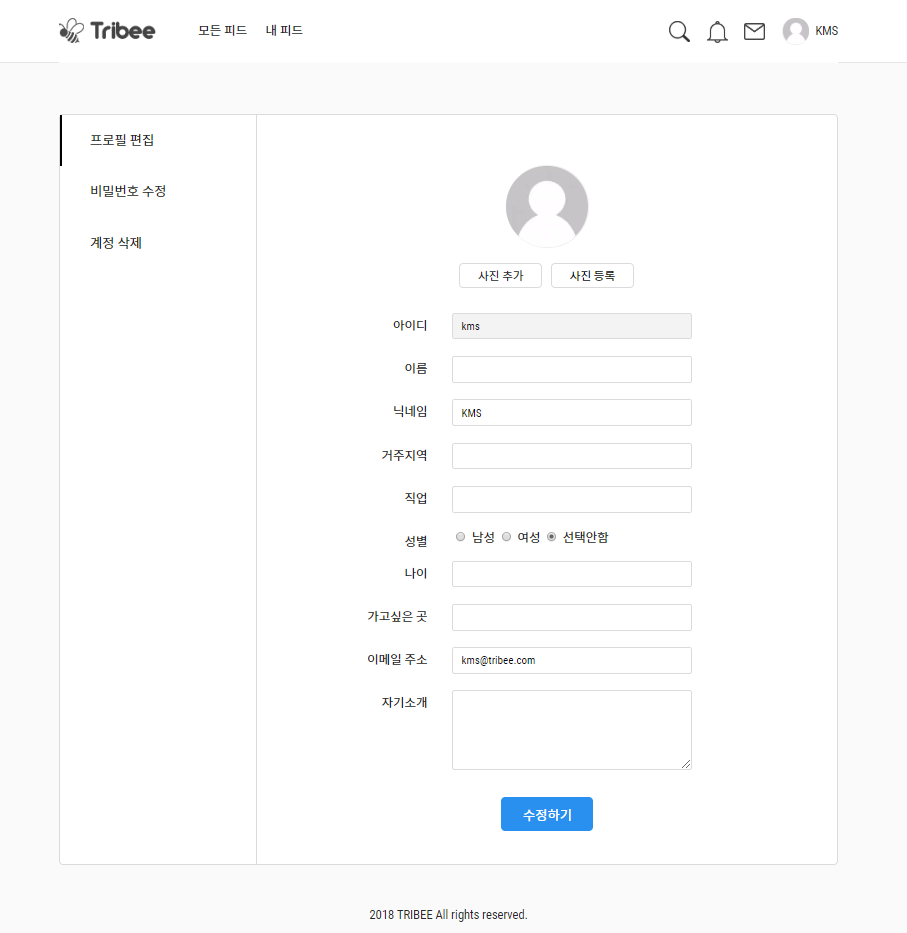 Tribee 모든 피드 내 피드 KMS
프로필 편집
비밀번호 수정
계정 삭제
사진 추가 사진 등록
아이디 kms
이름
닉네임 KMS
거주지역
직업
성별 남성 여성 선택안함
나이
가고싶은 곳
이메일 주소 kms@tribee.com
자기소개
수정하기
2018 TRIBEE All rights reserved.